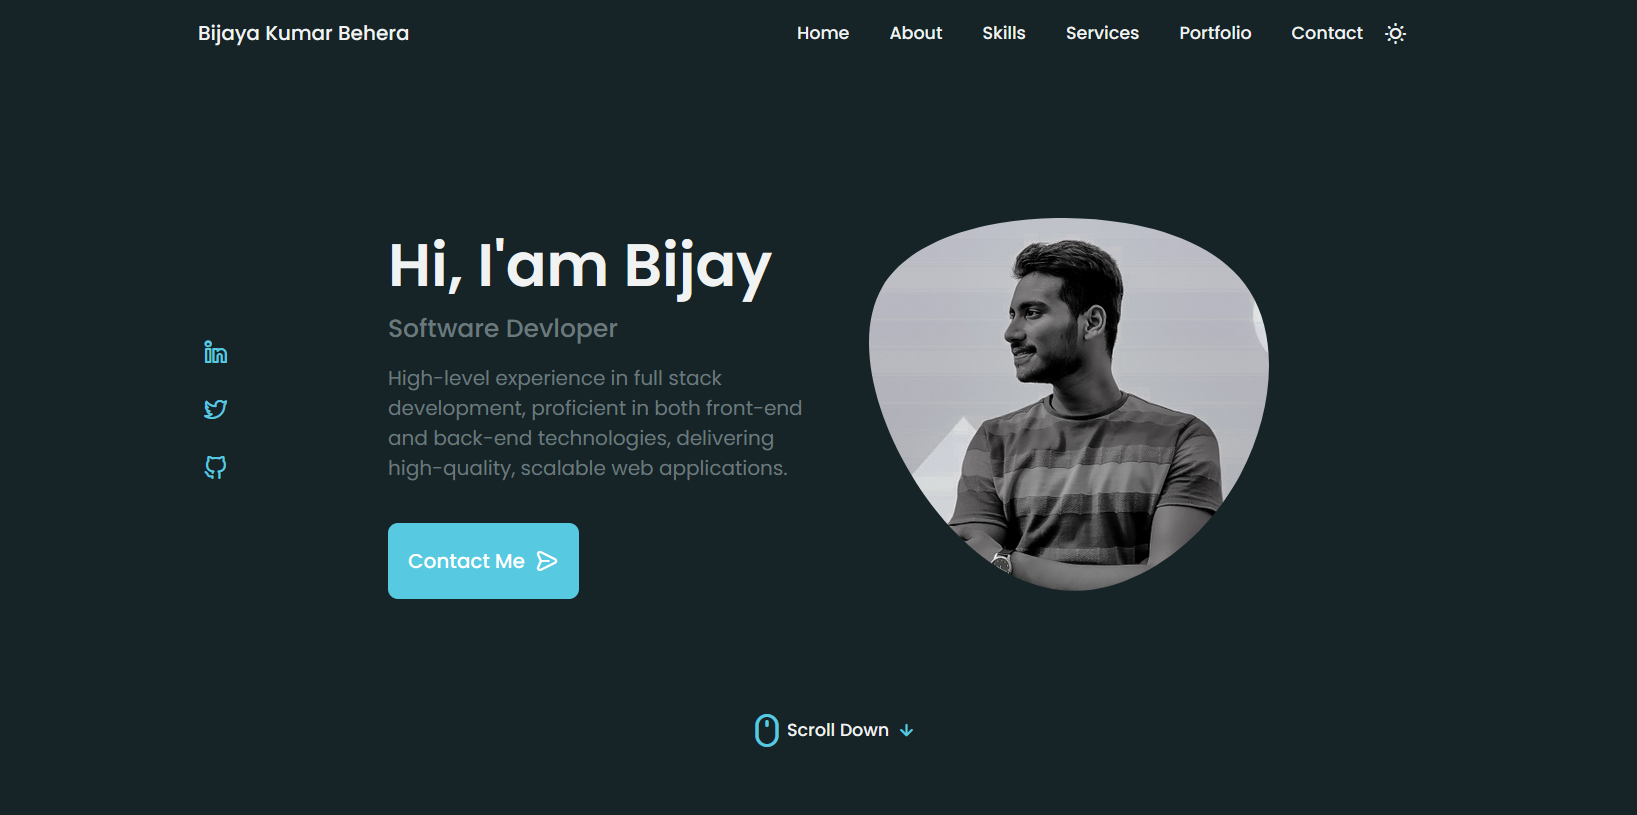 Bijaya Kumar Behera
Home About Skills Services Portfolio Contact
Hi, I'am Bijay
Software Devloper
High-level experience in full stack
development, proficient in both front-end
and back-end technologies, delivering
high-quality, scalable web applications.
Contact Me
Scroll Down